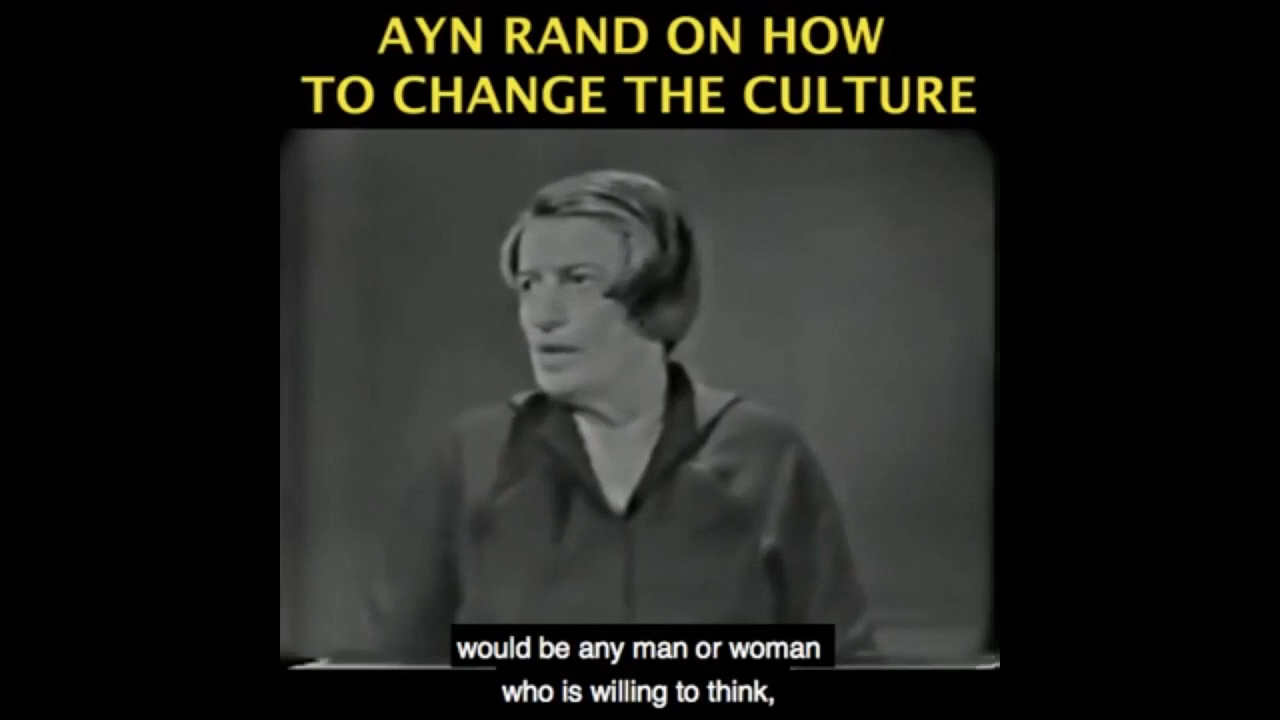 AYN RAND ON HOW
TO CHANGE THE CULTURE
would be any man or woman
who is willing to think,